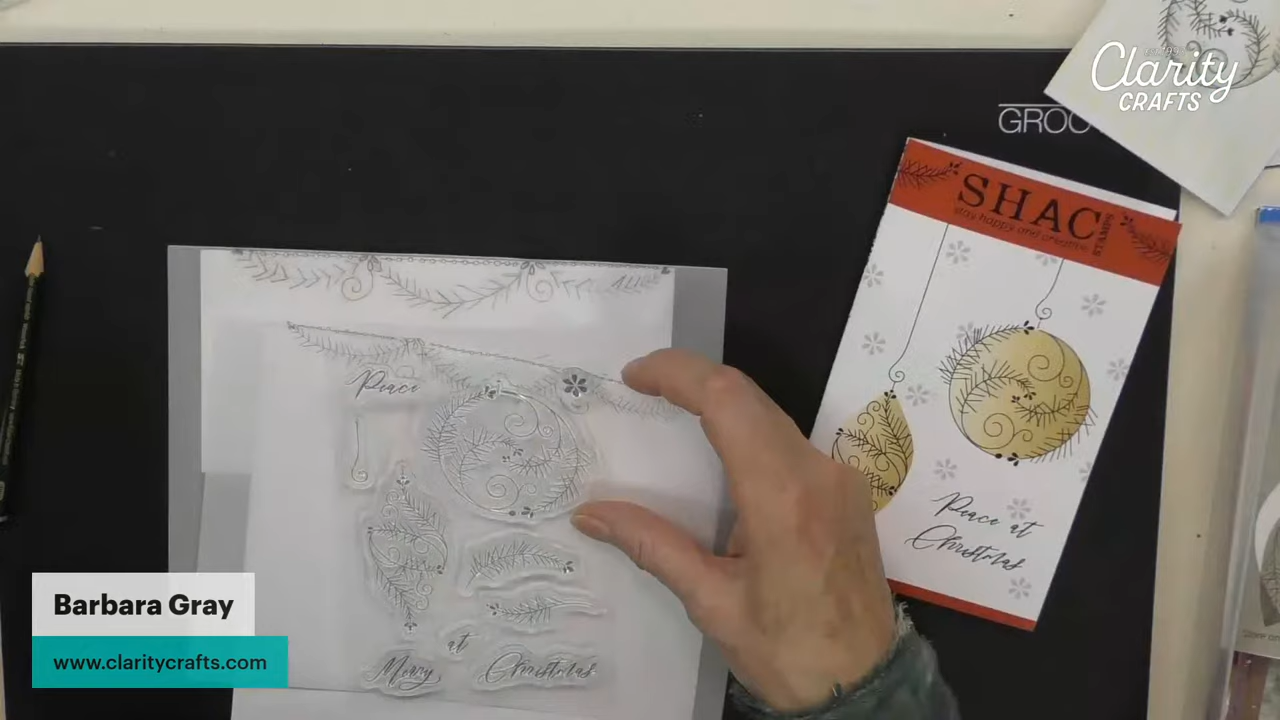 Clarity
CRAFTS
GROO
SHAC
STAMPS
stay happy and creative
Peace at
Christmas
Peace
at
Merry
Christmas
Barbara Gray
www.claritycrafts.com